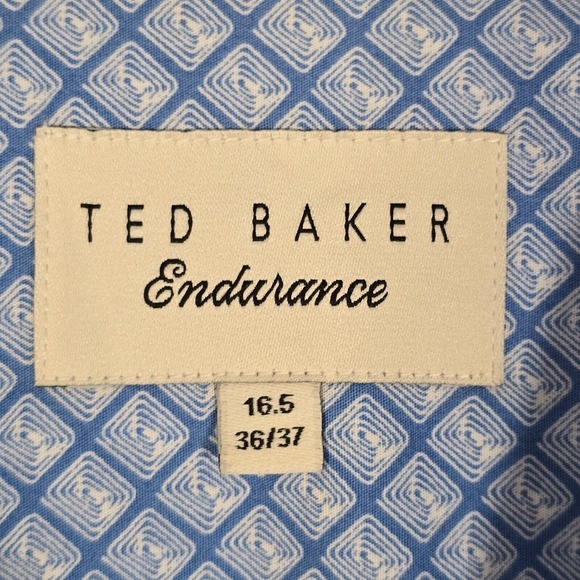 TED BAKER
Endurance
16.5
36/37